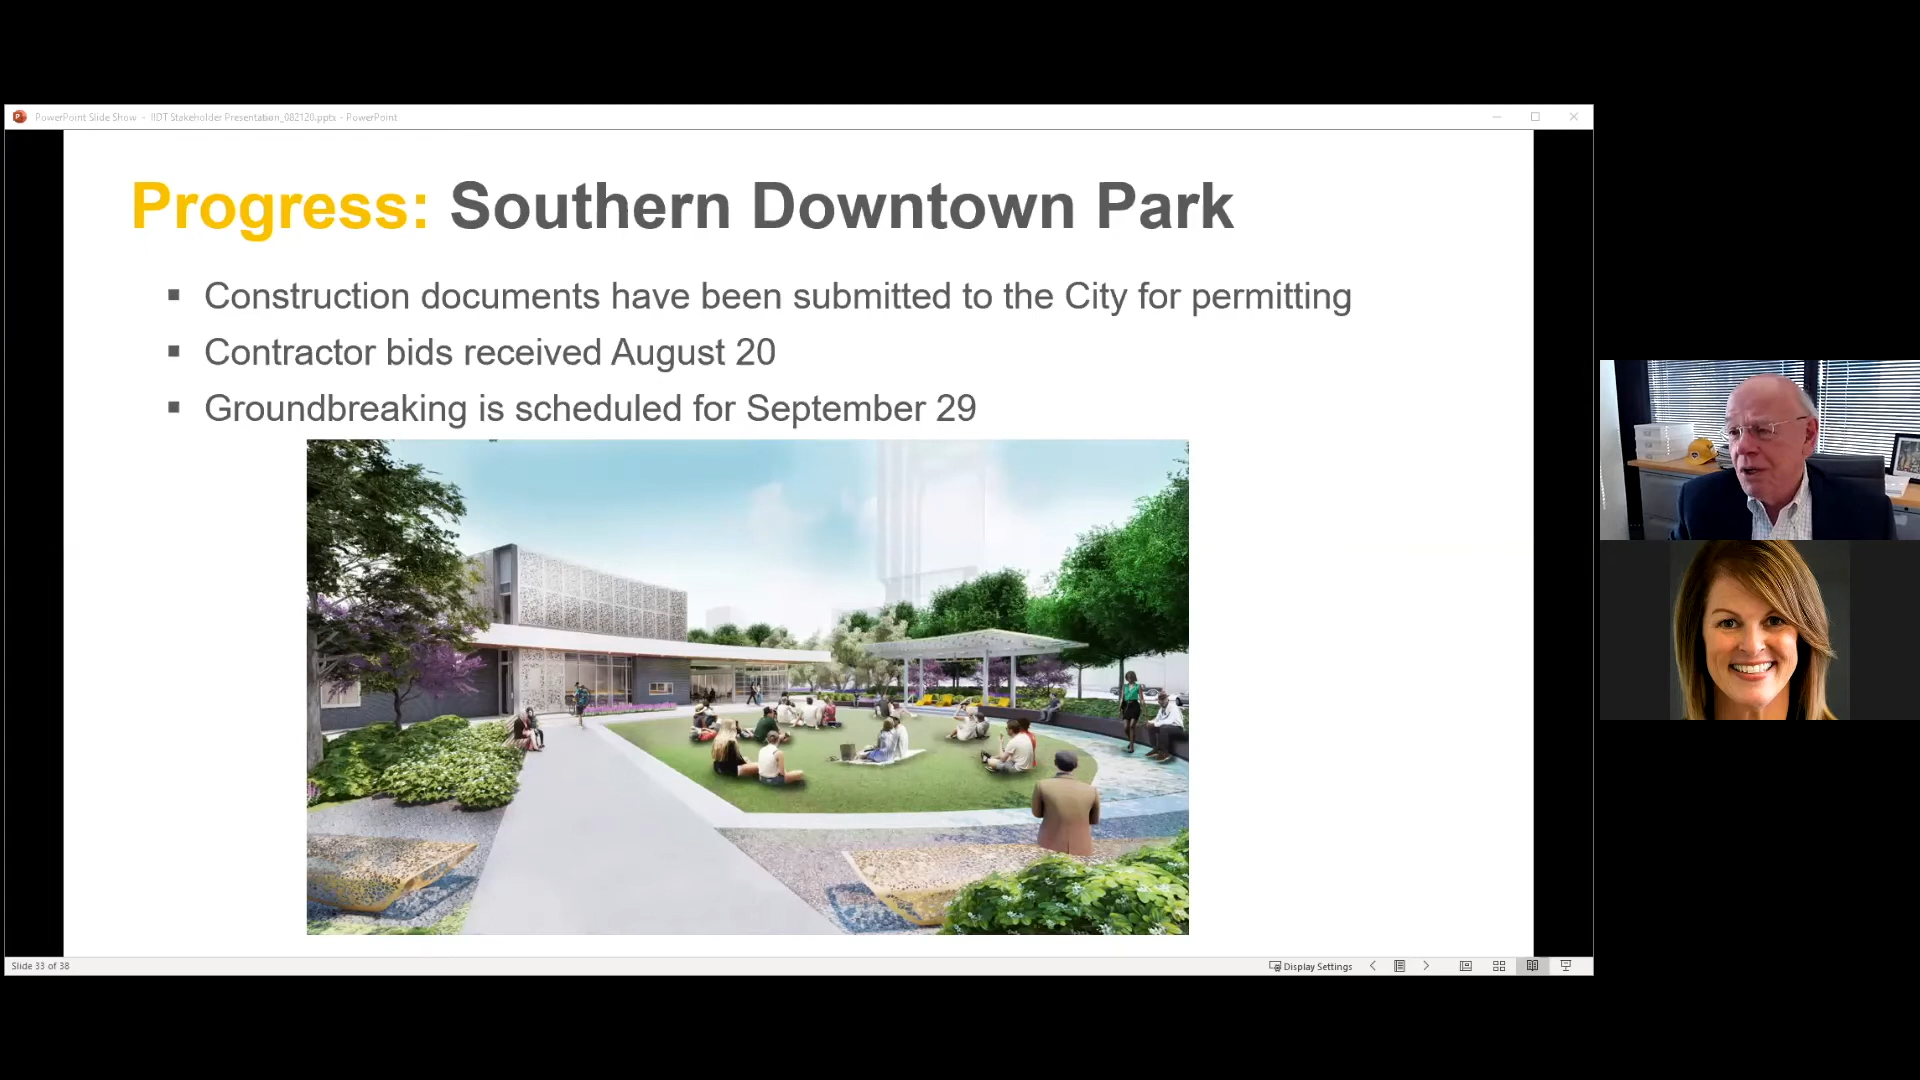 PowerPoint Slide Show - !!DT Stakeholder Presentation_082120.pptx - PowerPoint
Progress: Southern Downtown Park
▪ Construction documents have been submitted to the City for permitting
▪ Contractor bids received August 20
▪ Groundbreaking is scheduled for September 29
Slide 33 of 38
Display Settings